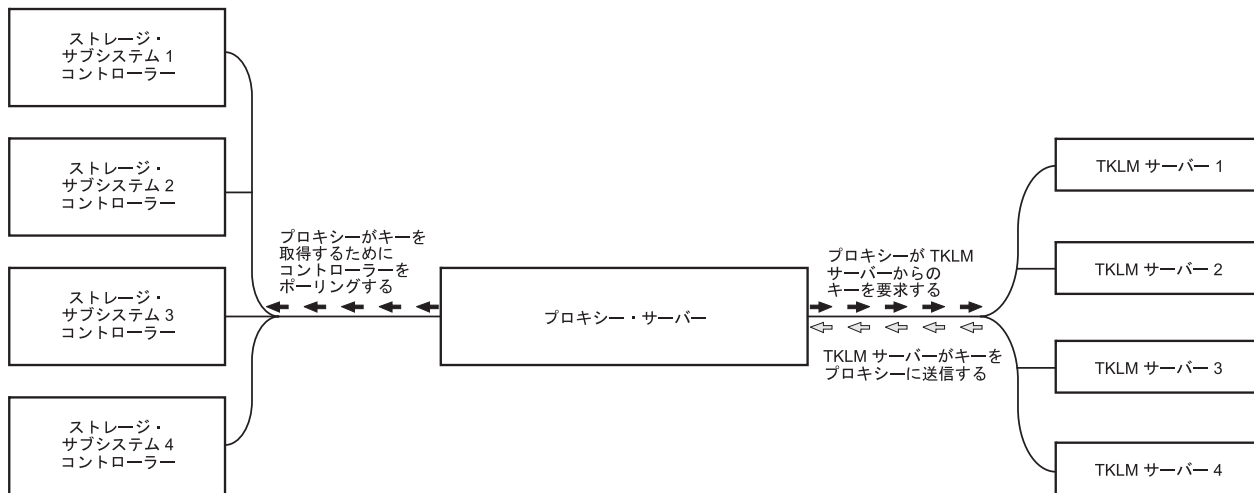 ストレージ・
サブシステム 1
コントローラー
ストレージ・
サブシステム 2
コントローラー
ストレージ・
サブシステム 3
コントローラー
ストレージ・
サブシステム 4
コントローラー
プロキシーがキーを
取得するために
コントローラーを
ポーリングする
プロキシー・サーバー
プロキシーが TKLM
サーバーからの
キーを要求する
TKLM サーバーがキーを
プロキシーに送信する
TKLM サーバー 1
TKLM サーバー 2
TKLM サーバー 3
TKLM サーバー 4